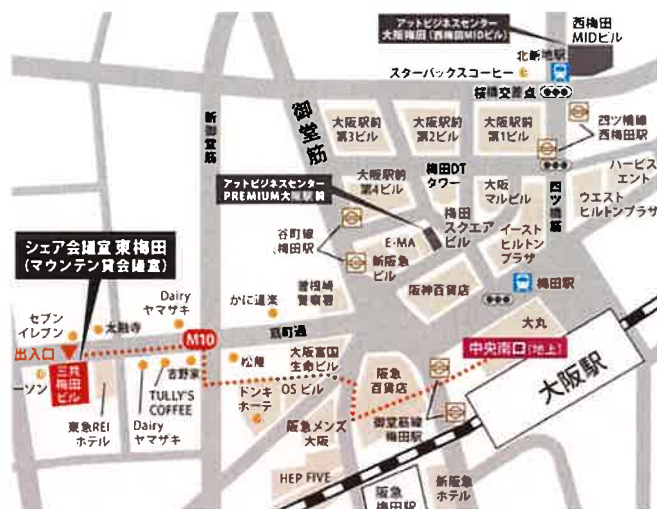 アットビジネスセンター
大阪梅田(西梅田MIDビル)
西梅田
MIDビル
北新地駅
スターバックスコーヒー
桜橋交差点
新御堂筋
御堂筋
大阪駅前
第3ビル
大阪駅前
第2ビル
大阪駅前
第1ビル
四ツ橋線
西梅田駅
大阪駅前
第4ビル
梅田DT
タワー
大阪
マルビル
四ツ橋筋
ハービス
エント
ウエスト
ヒルトンプラザ
アットビジネスセンター
PREMIUM大阪駅前
梅田
スクエア
ビル
イースト
ヒルトン
プラザ
谷町線
梅田駅
E-MA
新阪急
ビル
シェア会議室 東梅田
(マウンテン貸会議室)
阪神百貨店
梅田駅
曽根崎
警察署
かに道楽
Dairy
ヤマザキ
太融寺
セブン
イレブン
扇町通
M10
大丸
中央南口(地上)
大阪駅
出入口
ーソン
三共
梅田
ビル
東急REI
ホテル
Dairy
ヤマザキ
TULLY'S
COFFEE
吉野家
松屋
ドンキ
ホーテ
大阪富国
生命ビル
OSビル
阪急
百貨店
阪急メンズ
大阪
御堂筋線
梅田駅
HEP FIVE
阪急
梅田駅
新阪急
ホテル